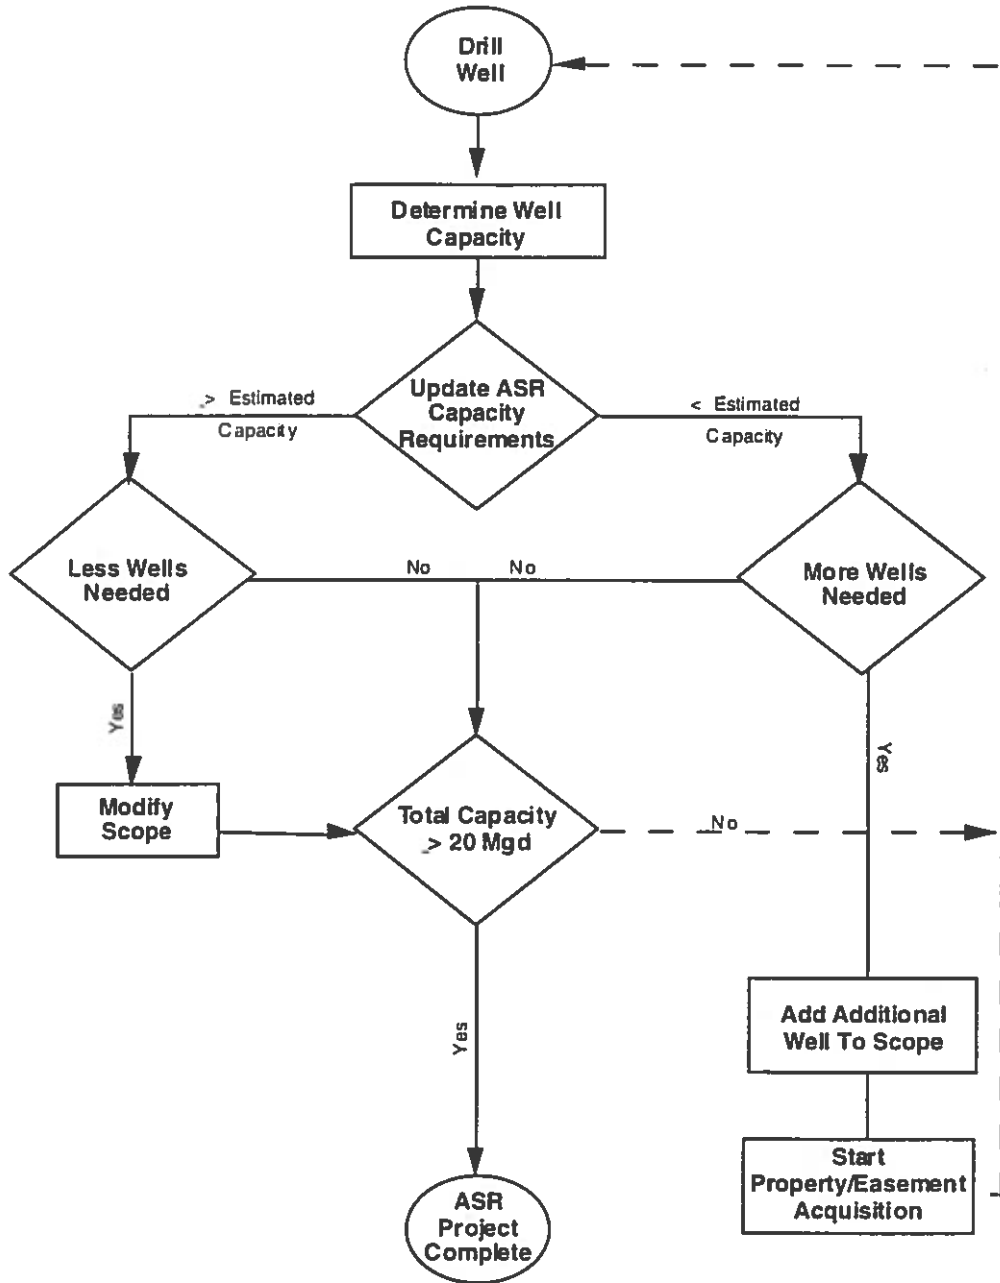 Drill
Well
Determine Well
Capacity
Update ASR
Capacity
Requirements
> Estimated
Capacity
< Estimated
Capacity
Less Wells
Needed
No
No
More Wells
Needed
Yes
Yes
Modify
Scope
Total Capacity
> 20 Mgd
No
Add Additional
Well To Scope
Yes
Start
Property/Easement
Acquisition
ASR
Project
Complete